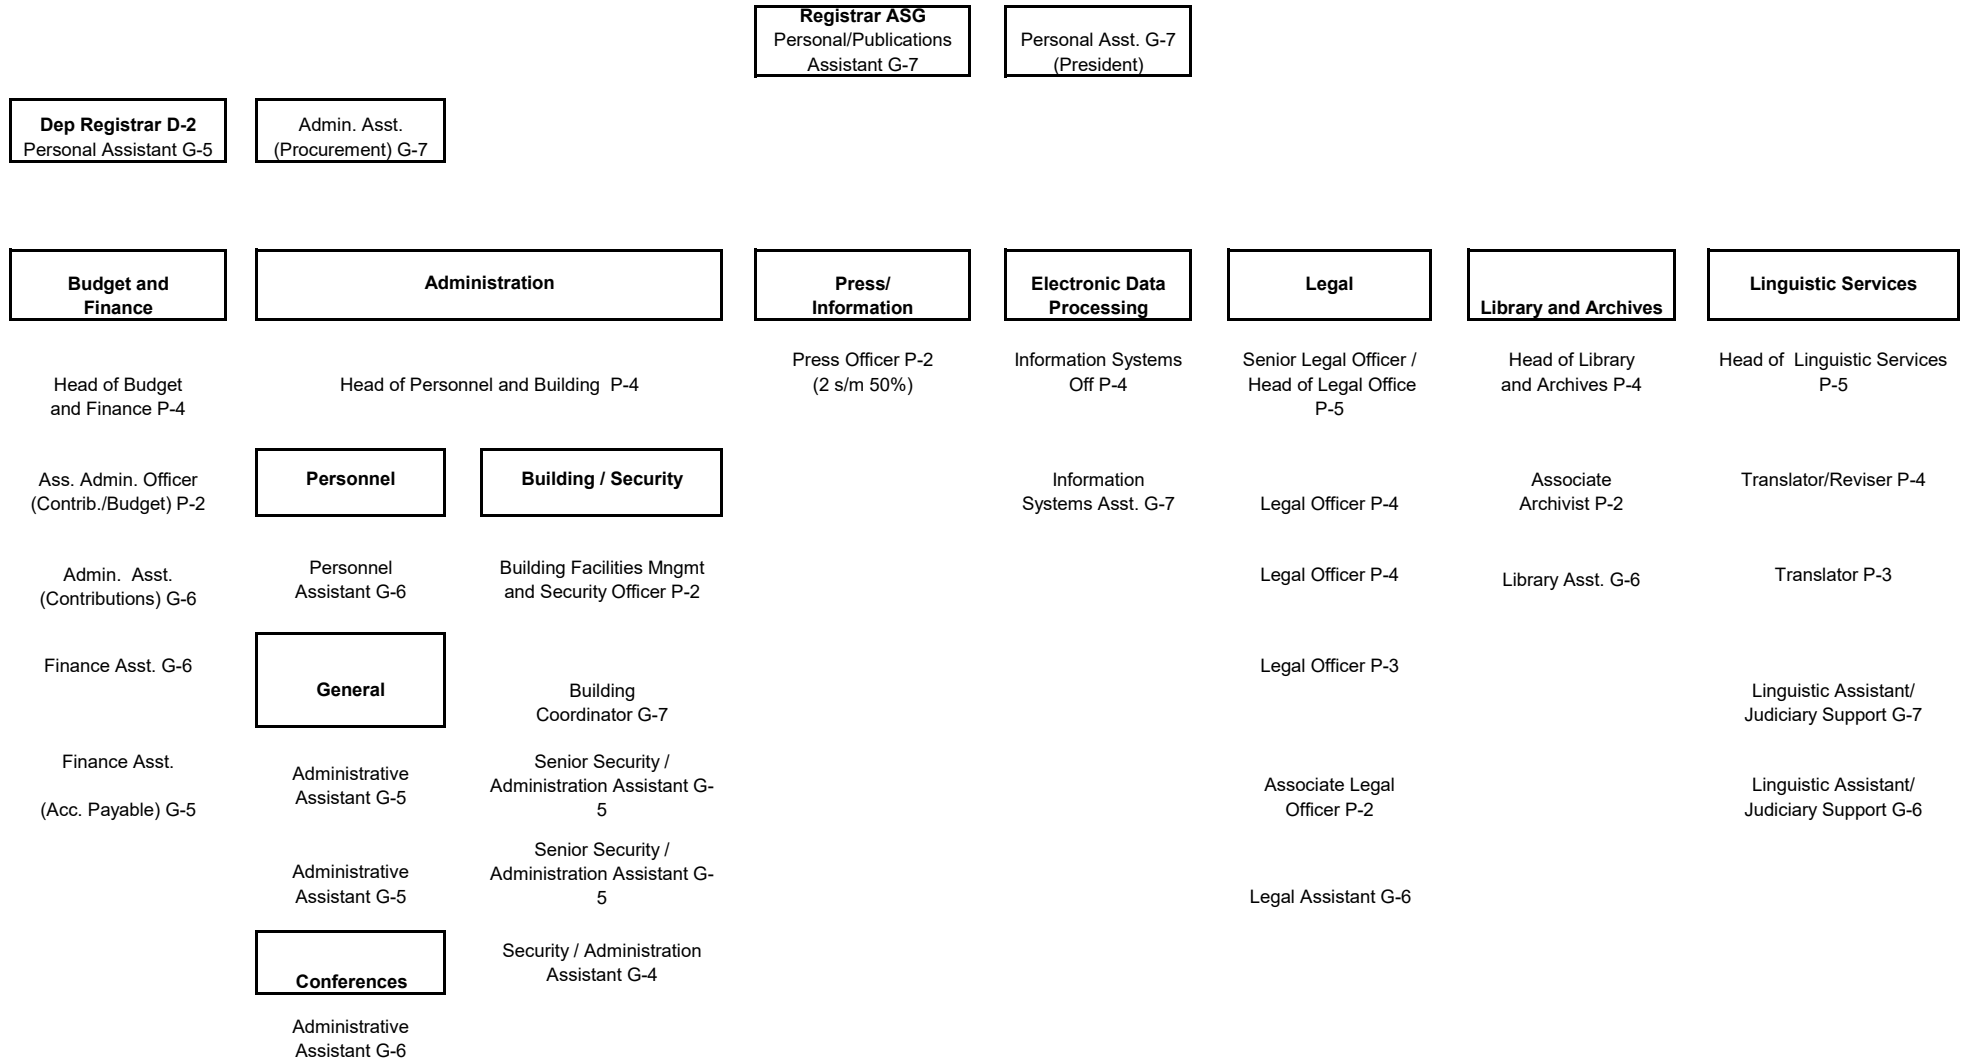 Registrar ASG
Personal/Publications
Assistant G-7
Personal Asst. G-7
(President)
Dep Registrar D-2
Personal Assistant G-5
Admin. Asst.
(Procurement) G-7
Budget and
Finance
Administration
Press/
Information
Electronic Data
Processing
Legal
Library and Archives
Linguistic Services
Head of Budget
and Finance P-4
Head of Personnel and Building P-4
Press Officer P-2
(2 s/m 50%)
Information Systems
Off P-4
Senior Legal Officer /
Head of Legal Office
P-5
Head of Library
and Archives P-4
Head of Linguistic Services
P-5
Ass. Admin. Officer
(Contrib./Budget) P-2
Personnel
Building / Security
Information
Systems Asst. G-7
Legal Officer P-4
Associate
Archivist P-2
Translator/Reviser P-4
Admin. Asst.
(Contributions) G-6
Personnel
Assistant G-6
Building Facilities Mngmt
and Security Officer P-2
Legal Officer P-4
Library Asst. G-6
Translator P-3
Finance Asst. G-6
General
Building
Coordinator G-7
Legal Officer P-3
Linguistic Assistant/
Judiciary Support G-7
Finance Asst.
(Acc. Payable) G-5
Administrative
Assistant G-5
Senior Security /
Administration Assistant G-
5
Associate Legal
Officer P-2
Linguistic Assistant/
Judiciary Support G-6
Administrative
Assistant G-5
Senior Security /
Administration Assistant G-
5
Legal Assistant G-6
Conferences
Security / Administration
Assistant G-4
Administrative
Assistant G-6